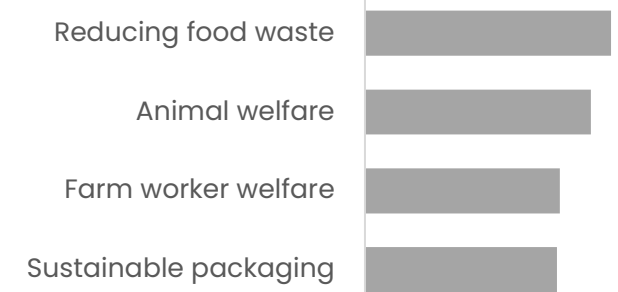 Reducing food waste
Animal welfare
Farm worker welfare
Sustainable packaging